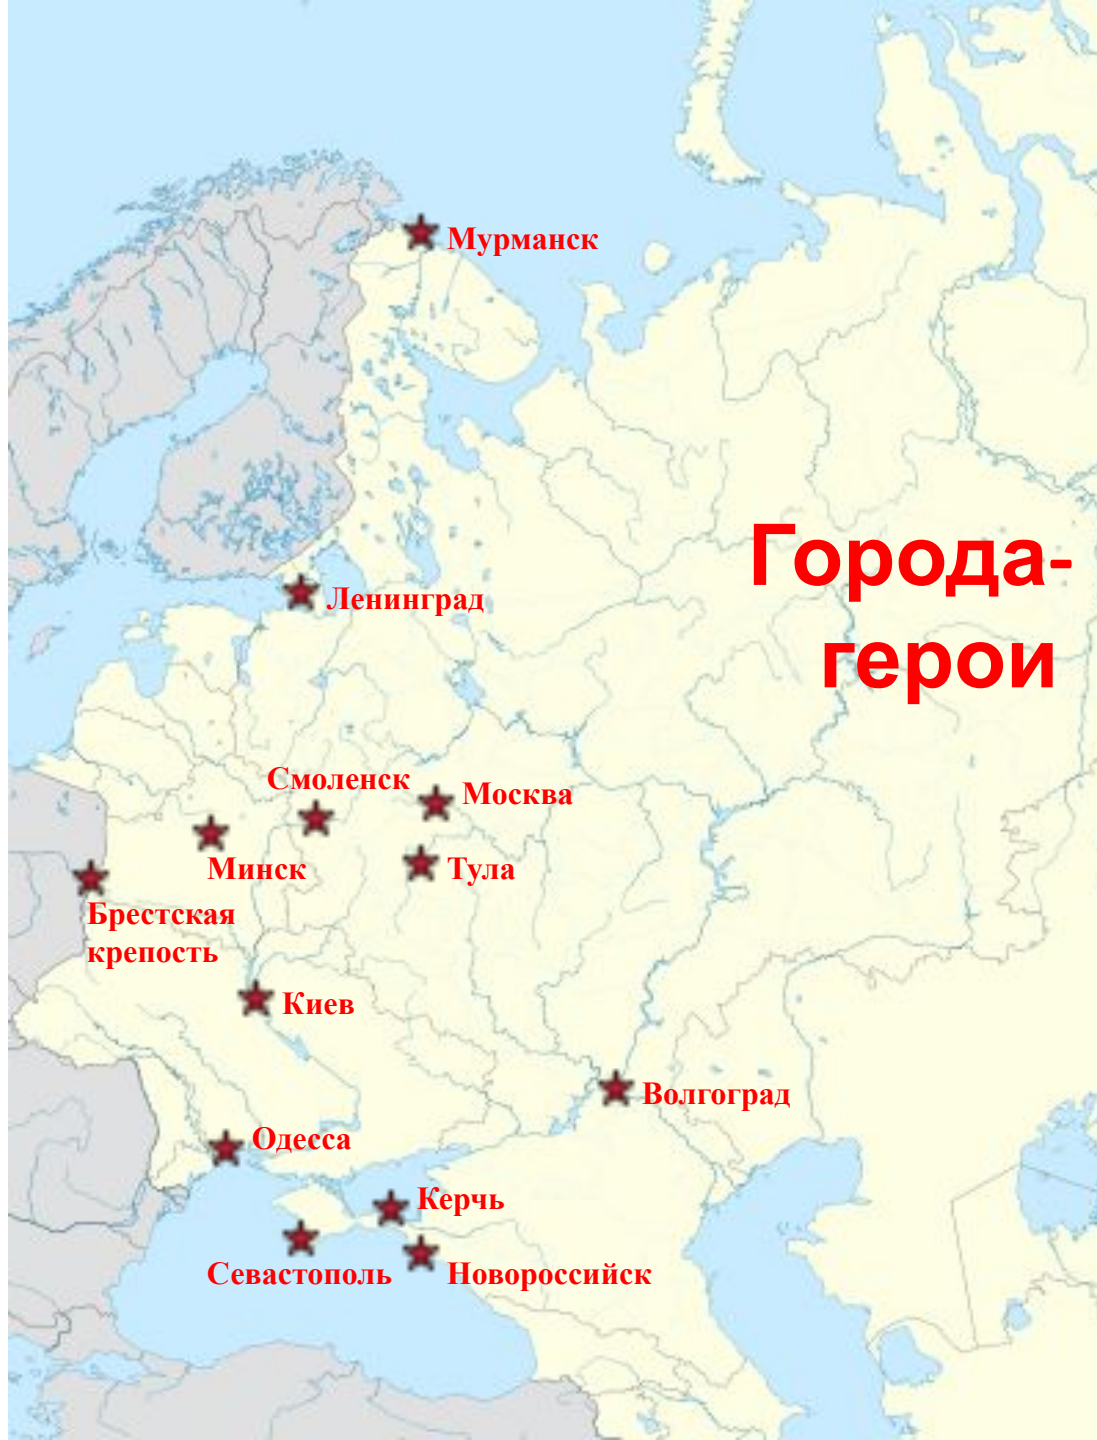 Мурманск
Города-
герои
Ленинград
Смоленск
Москва
Минск
Тула
Брестская
крепость
Киев
Волгоград
Одесса
Керчь
Севастополь
Новороссийск